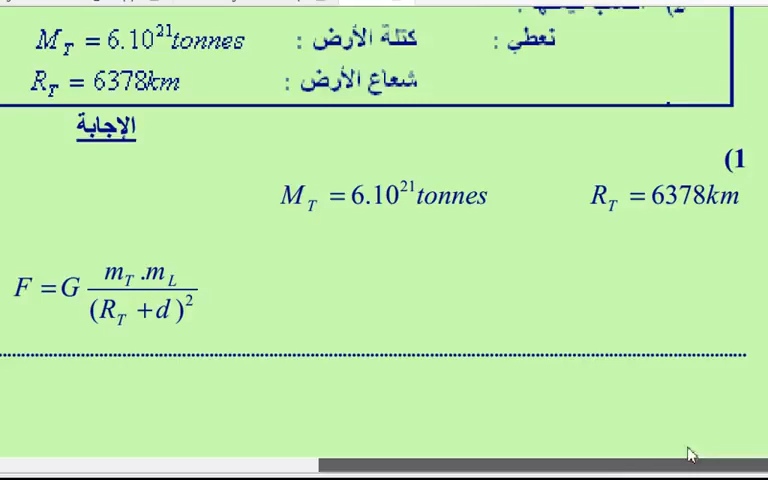 نعطي : كتلة الأرض : M_T = 6.10^21 tonnes
شعاع الأرض : R_T = 6378km
الإجابة
(1
M_T = 6.10^21 tonnes R_T = 6378km
F = G \frac{m_T . m_L}{(R_T + d)^2}